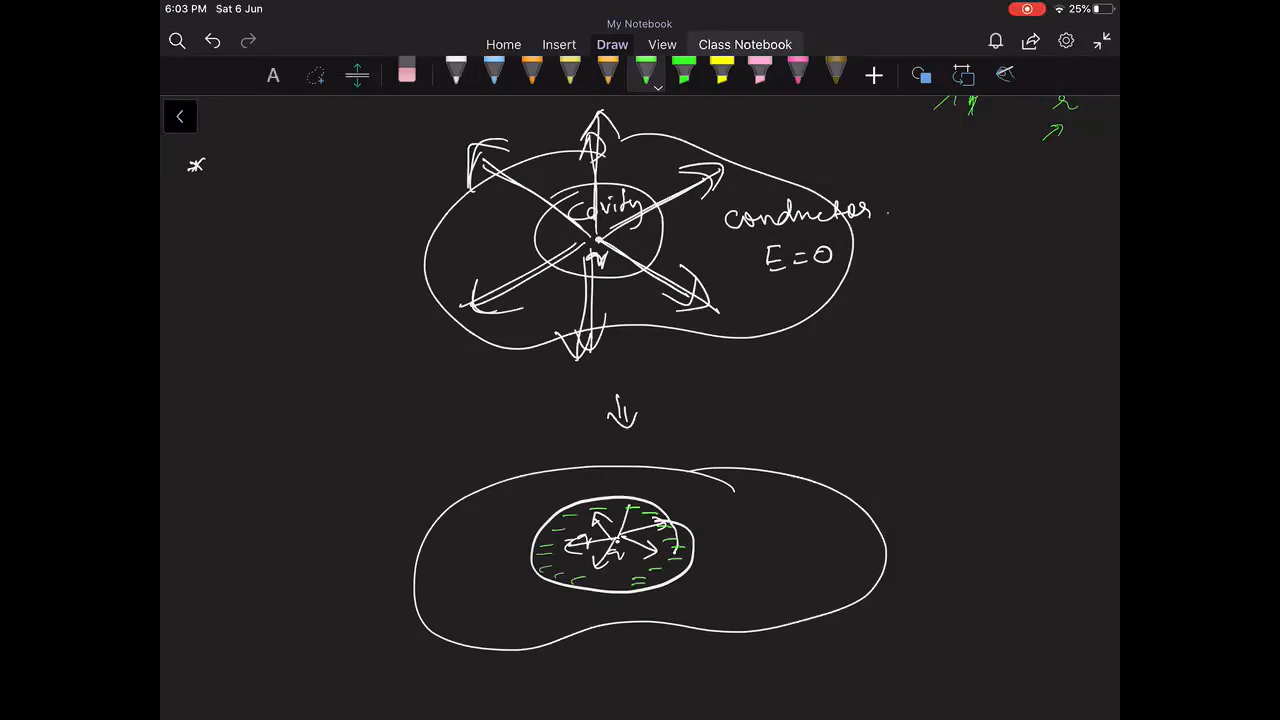 6:03 PM Sat 6 Jun
25%
My Notebook
Home Insert Draw View Class Notebook
A
Cavity
conductor.
E = 0